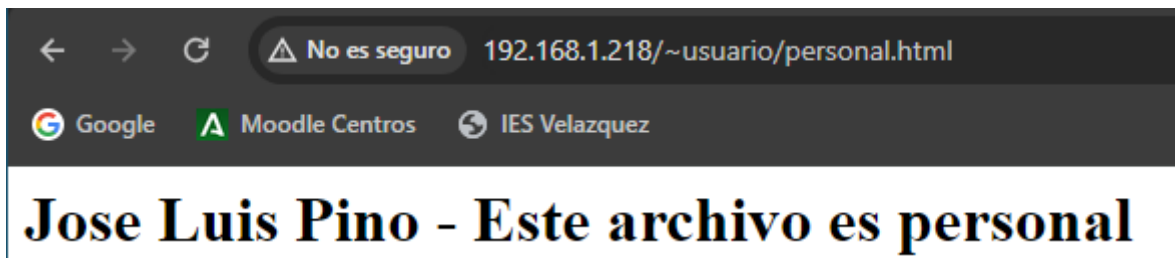 No es seguro 192.168.1.218/~usuario/personal.html
Google Moodle Centros IES Velazquez
Jose Luis Pino - Este archivo es personal